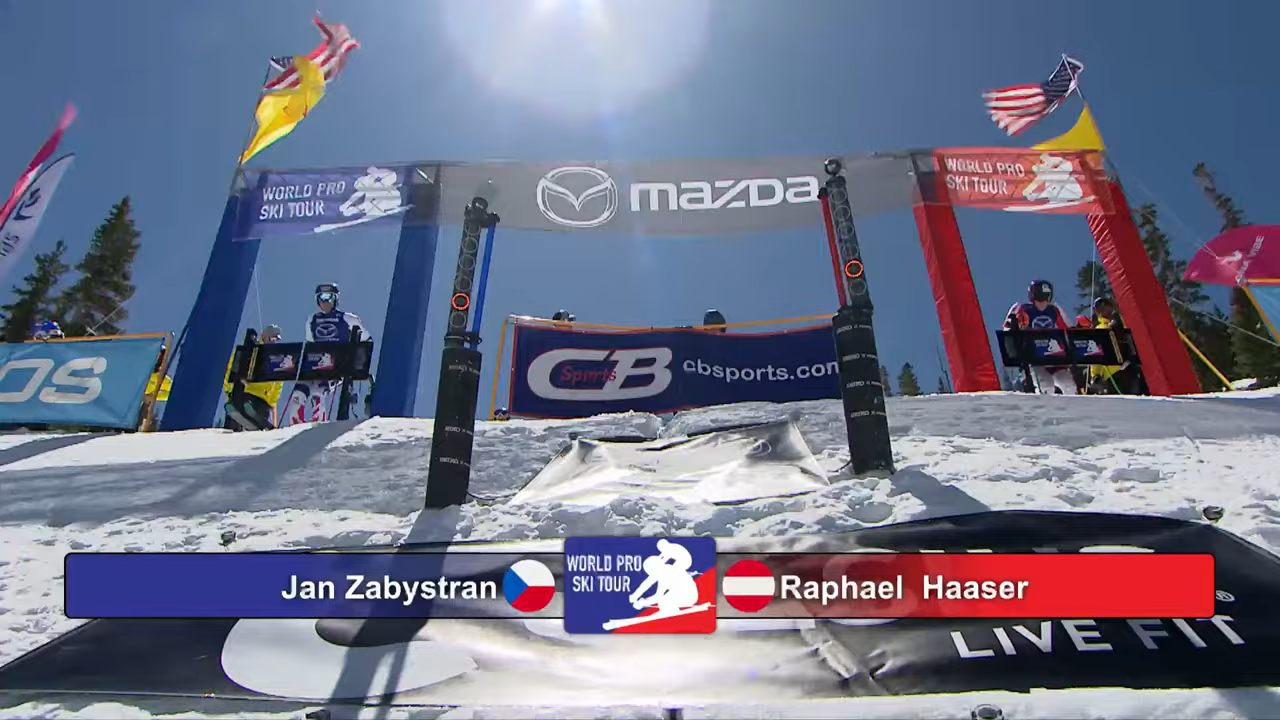 WORLD PRO
SKI TOUR
mazda
WORLD PRO
SKI TOUR
OS
CB
Sports
cbsports.com
Jan Zabystran
WORLD PRO
SKI TOUR
Raphael Haaser
LIVE FIT